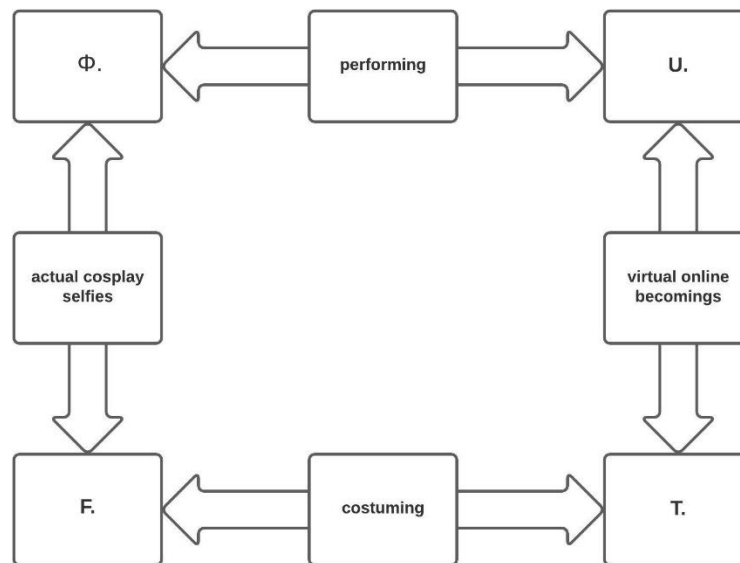 Φ.
performing
U.
actual cosplay
selfies
virtual online
becomings
F.
costuming
T.